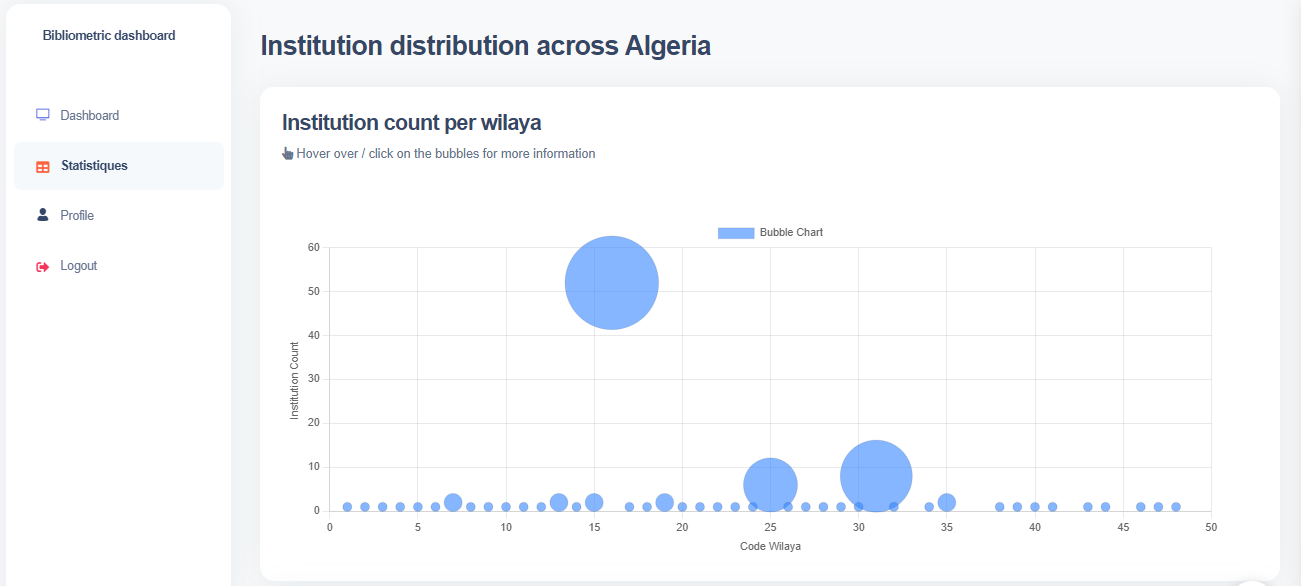 Bibliometric dashboard
Dashboard
Statistiques
Profile
Logout
Institution distribution across Algeria
Institution count per wilaya
Hover over / click on the bubbles for more information
Bubble Chart
60
50
40
30
20
10
0
Institution Count
0 5 10 15 20 25 30 35 40 45 50
Code Wilaya